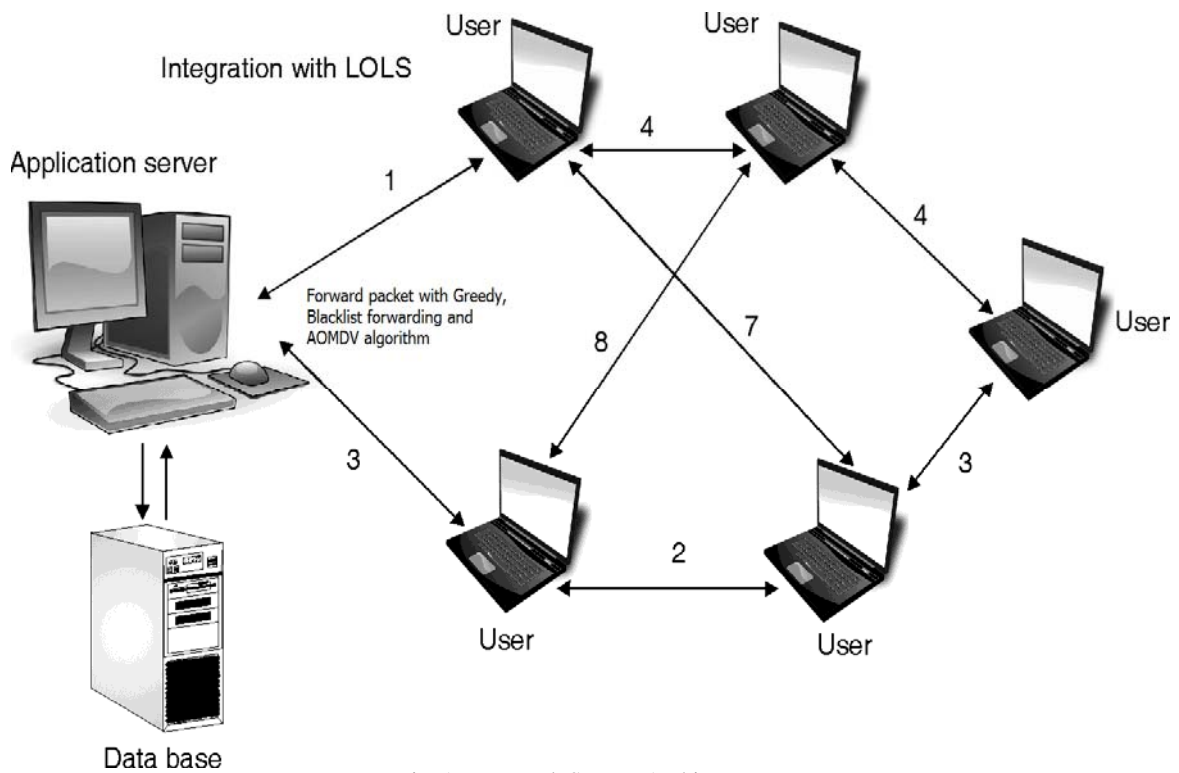 User
User
Integration with LOLS
4
Application server
1
4
Forward packet with Greedy,
Blacklist forwarding and
AOMDV algorithm
User
8
7
3
3
2
User
User
Data base